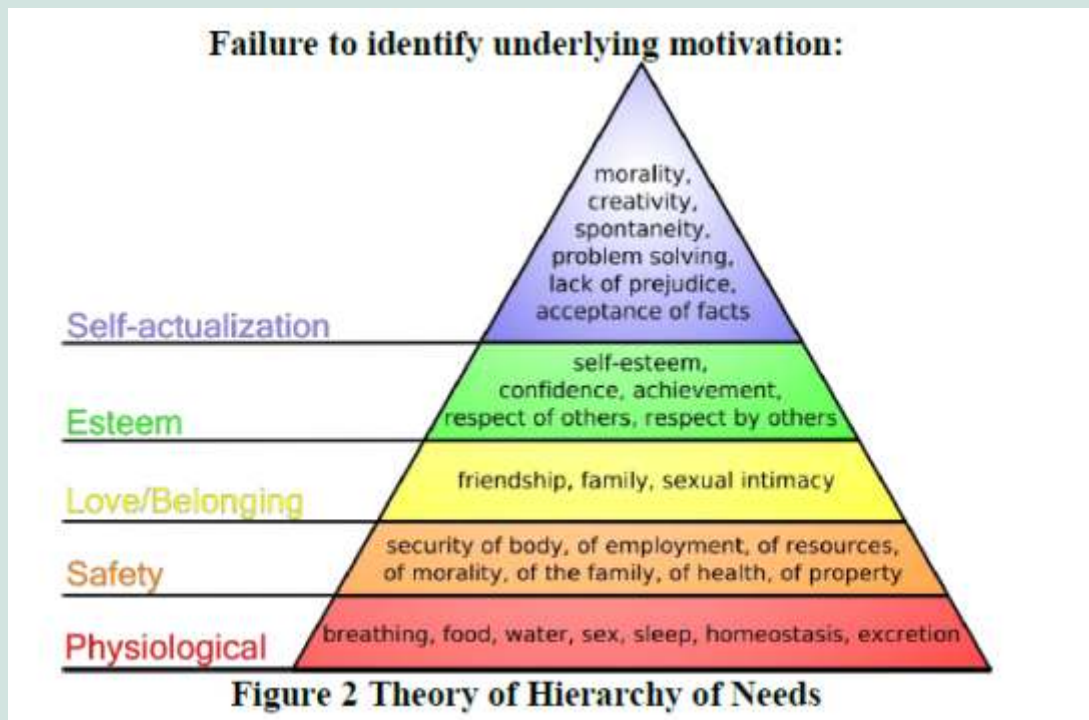 Failure to identify underlying motivation:
morality,
creativity,
spontaneity,
problem solving,
lack of prejudice,
acceptance of facts
Self-actualization
self-esteem,
confidence, achievement,
respect of others, respect by others
Esteem
friendship, family, sexual intimacy
Love/Belonging
security of body, of employment, of resources,
of morality, of the family, of health, of property
Safety
breathing, food, water, sex, sleep, homeostasis, excretion
Physiological
Figure 2 Theory of Hierarchy of Needs